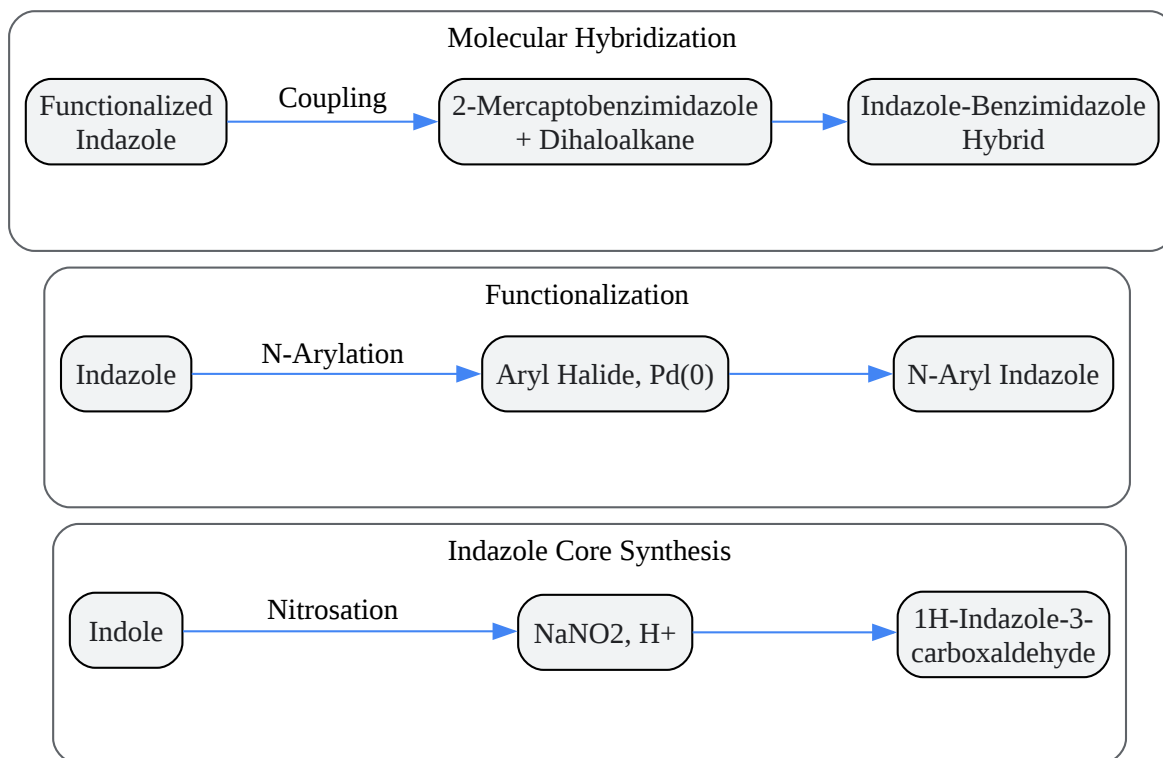 Molecular Hybridization
Functionalized
Indazole
Coupling
2-Mercaptobenzimidazole
+ Dihaloalkane
Indazole-Benzimidazole
Hybrid
Functionalization
Indazole
N-Arylation
Aryl Halide, Pd(0)
N-Aryl Indazole
Indazole Core Synthesis
Indole
Nitrosation
NaNO2, H+
1H-Indazole-3-
carboxaldehyde